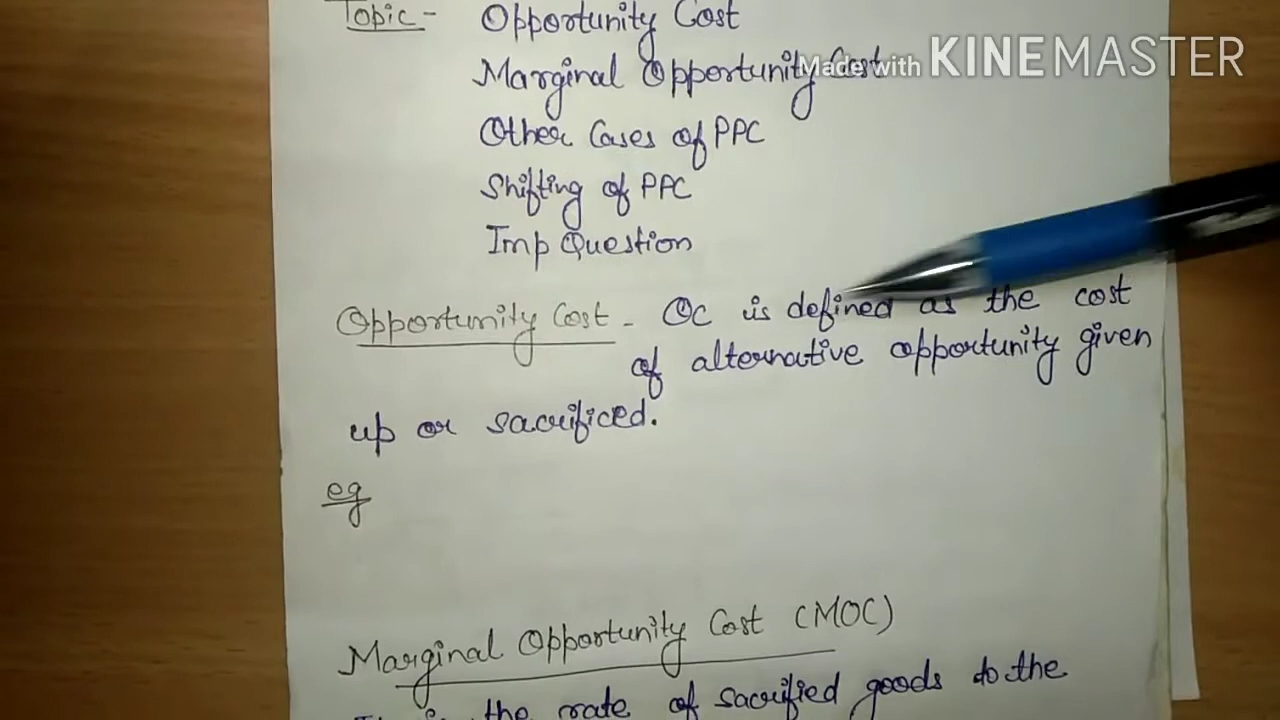 Topic - Opportunity Cost
Marginal Opportunity Cost
Made with KINEMASTER
Other Cases of PPC
Shifting of PPC
Imp Question
Opportunity Cost - OC is defined as the cost
of alternative opportunity given
up or sacrificed.
eg
Marginal Opportunity Cost (MOC)
It is the rate of sacrified goods to the